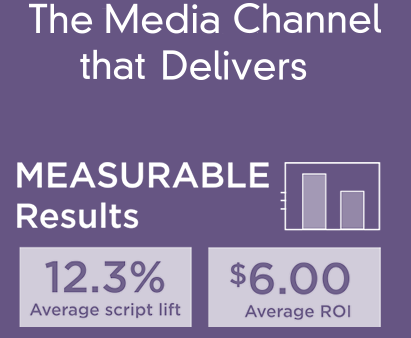 The Media Channel
that Delivers
MEASURABLE
Results
12.3%
Average script lift
$6.00
Average ROI